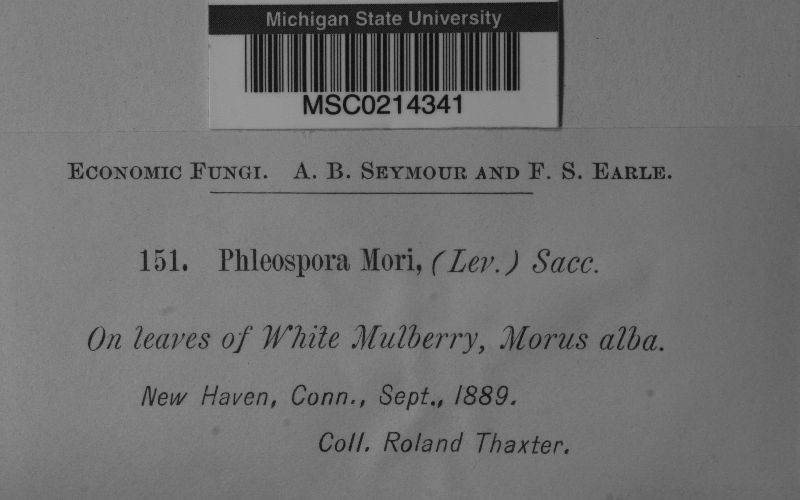 Michigan State University
MSC0214341
Economic Fungi. A. B. Seymour and F. S. Earle.
151. Phleospora Mori, (Lev.) Sacc.
On leaves of White Mulberry, Morus alba.
New Haven, Conn., Sept., 1889.
Coll. Roland Thaxter.